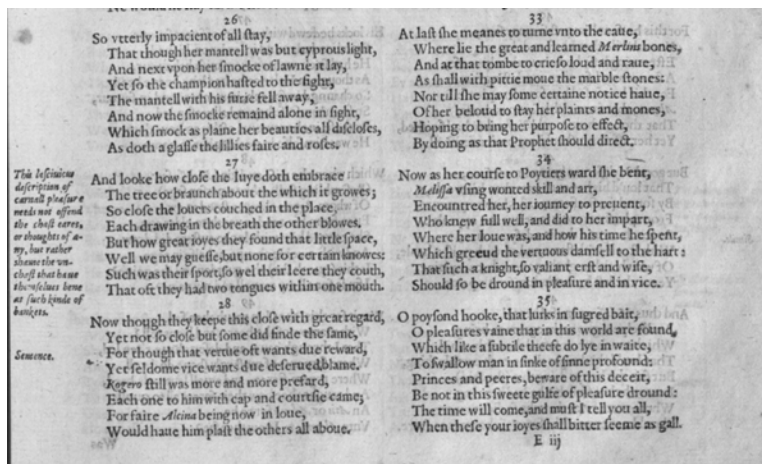 26
So vtterly impacient of all stay,
That though her mantell was but cyprous light,
And next vpon her smocke of lawne it lay,
Yet so the champion hasted to the fight,
The mantell with his furie fell away,
And now the smocke remaind alone in sight,
Which smock as plaine her beauties all discloses,
As doth a glasse the lillies faire and roses.
27
And looke how close the Iuye doth embrace
The tree or braunch about the which it growes;
So close the louers couched in the place,
Each drawing in the breath the other blowes.
But how great ioyes they found that little space,
Well we may guesse, but none for certain knowes:
Such was their sport, so wel their leere they couth,
That oft they had two tongues within one mouth.
28
Now though they keepe this close with great regard,
Yet not so close but some did finde the same,
For though that vertue oft wants due reward,
Yet seldome vice wants due deserued blame.
Rogero still was more and more prefard,
Each one to him with cap and courtsie came;
For faire Alcina being now in loue,
Would haue him plast the others all aboue.
This lasciuious
description of
carnall pleasure
needs not offend
the chast eares,
or thoughts of a-
ny, but rather
shame the vn-
chast that haue
themselues bene
at such kinde of
bankets.
Sentence.
33
At last she meanes to turne vnto the caue,
Where lie the great and learned Merlins bones,
And at that tombe to crie so loud and raue,
As shall with pittie moue the marble stones:
Nor till she may some certaine notice haue,
Of her beloud to stay her plaints and mones,
Hoping to bring her purpose to effect,
By doing as that Prophet should direct,
34
Now as her course to Poytiers ward she bent,
Melissa vsing wonted skill and art,
Encountred her, her iourney to preuent,
Who knew full well, and did to her impart,
Where her loue was, and how his time he spent,
Which greeud the vertuous damsell to the hart:
That such a knight, so valiant erst and wise,
Should so be dround in pleasure and in vice.
35
O poysond hooke, that lurks in sugred bait,
O pleasures vaine that in this world are found,
Which like a subtile theefe do lye in waite,
To swallow man in sinke of sinne profound:
Princes and peeres, beware of this deceit,
Be not in this sweete gulfe of pleasure dround:
The time will come, and must I tell you all,
When these your ioyes shall bitter seeme as gall.
E iij